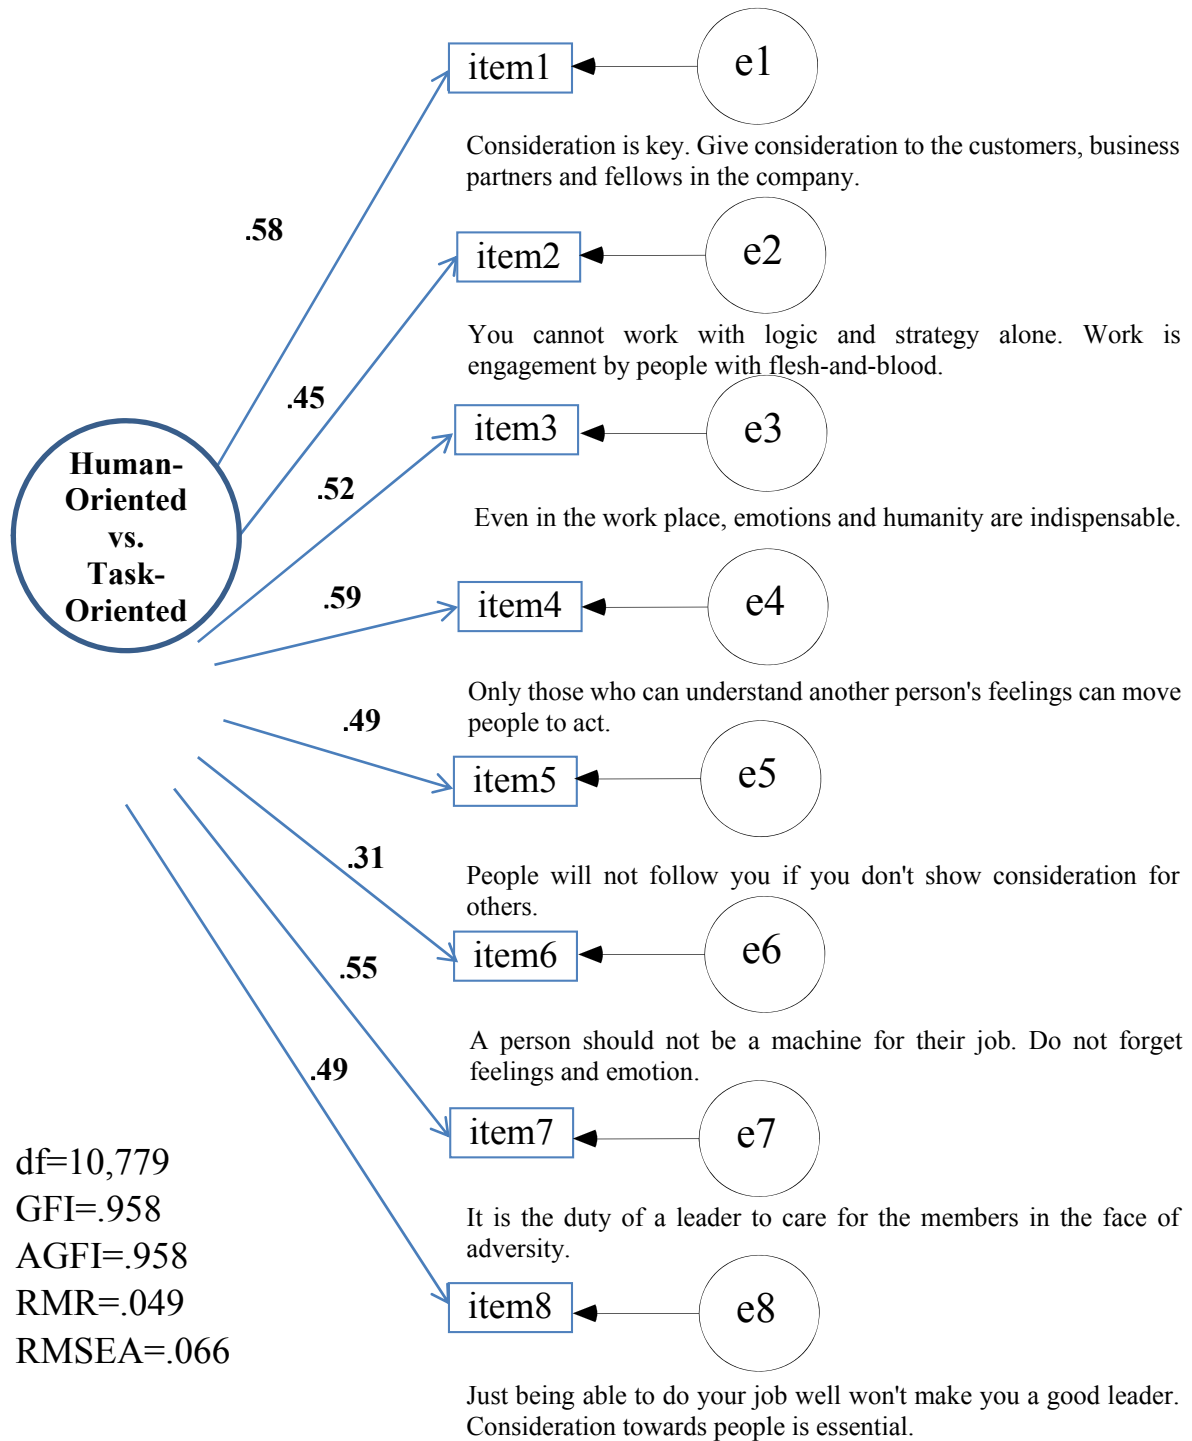 item1
e1
Consideration is key. Give consideration to the customers, business
partners and fellows in the company.
.58
item2
e2
You cannot work with logic and strategy alone. Work is
engagement by people with flesh-and-blood.
.45
item3
e3
Human-
Oriented
vs.
Task-
Oriented
.52
Even in the work place, emotions and humanity are indispensable.
.59
item4
e4
Only those who can understand another person's feelings can move
people to act.
.49
item5
e5
.31
People will not follow you if you don't show consideration for
others.
item6
e6
.55
A person should not be a machine for their job. Do not forget
feelings and emotion.
.49
item7
e7
It is the duty of a leader to care for the members in the face of
adversity.
df=10,779
GFI=.958
AGFI=.958
RMR=.049
RMSEA=.066
item8
e8
Just being able to do your job well won't make you a good leader.
Consideration towards people is essential.